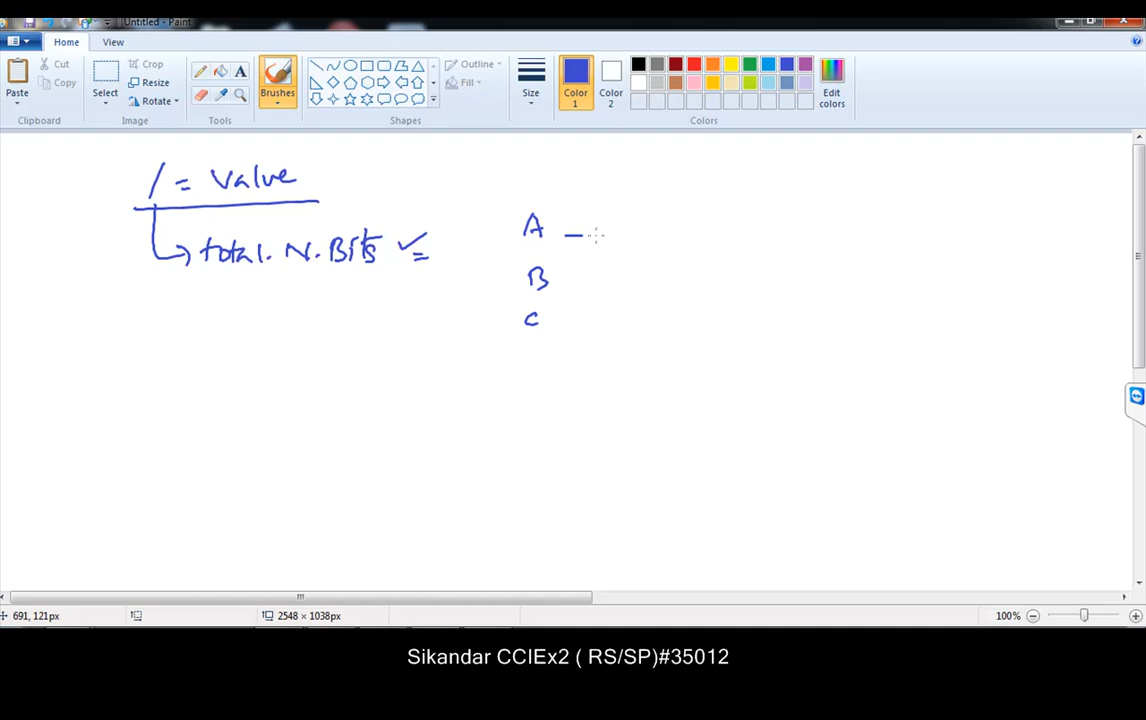 Untitled - Paint
Home View
Cut
Copy
Paste
Clipboard
Crop
Resize
Rotate
Select
Image
Tools
Brushes
Outline
Fill
Shapes
Size
Color 1
Color 2
Edit colors
Colors
/ = Value
total. N. Bits
A –
B
C
691, 121px
2548 × 1038px
100%
Sikandar CCIEx2 ( RS/SP)#35012